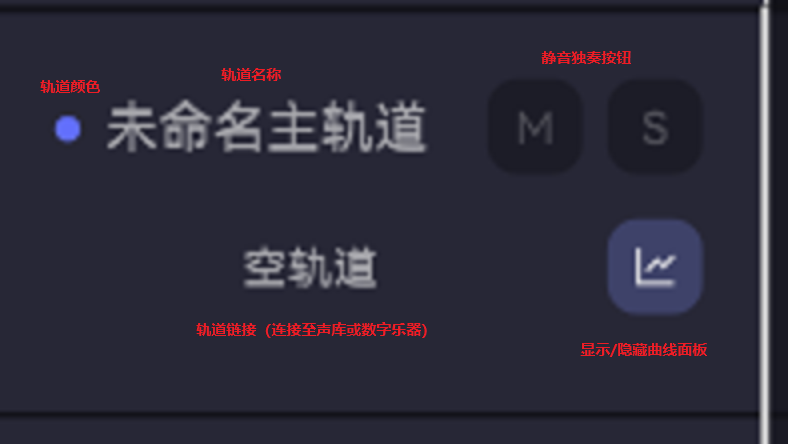 静音独奏按钮
轨道名称
轨道颜色
未命名主轨道 M S
空轨道
轨道链接（连接至声库或数字乐器)
显示/隐藏曲线面板